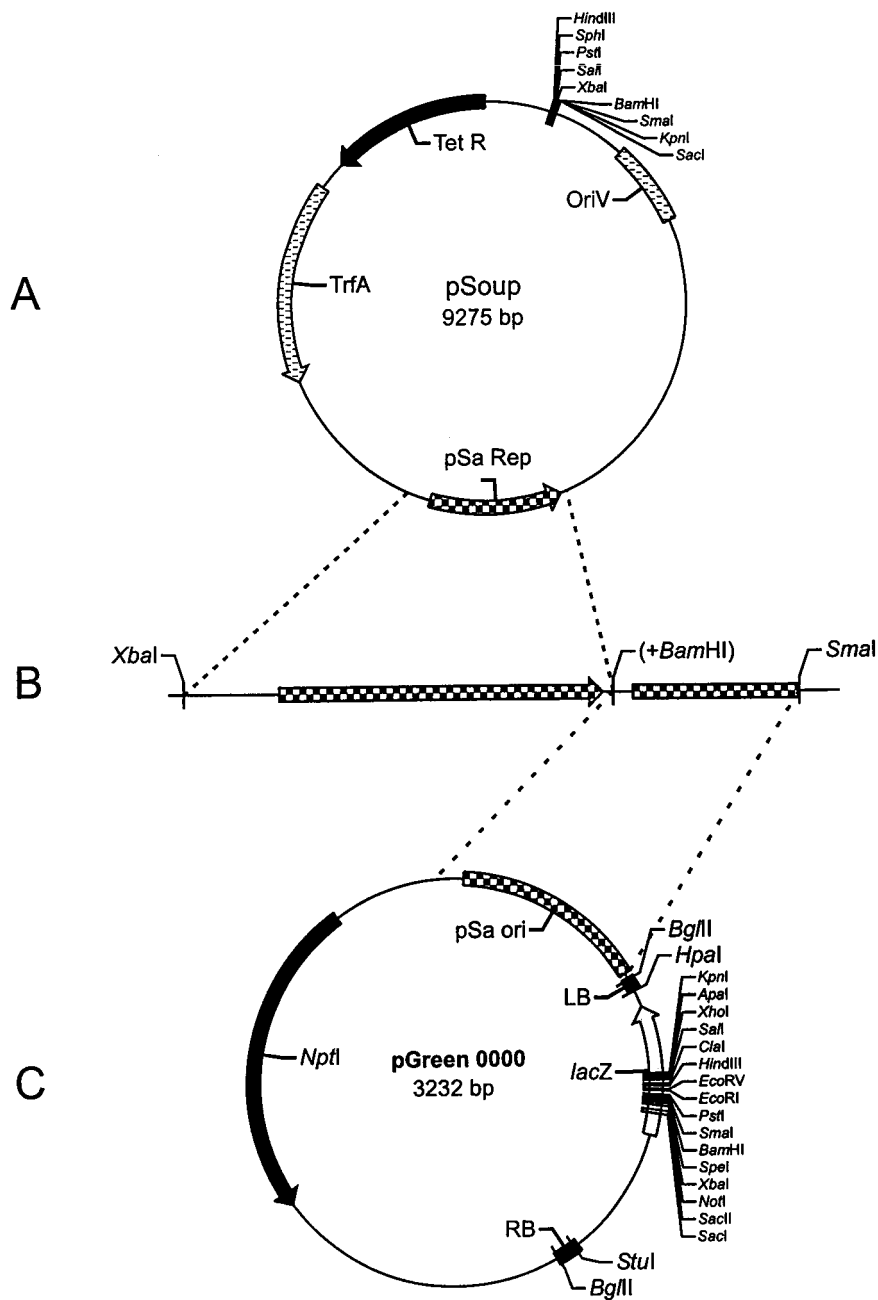 HindIII
SphI
PstI
SalI
XbaI
BamHI
SmaI
KpnI
SacI
Tet R
OriV
A
TrfA
pSoup
9275 bp
pSa Rep
XbaI
(+BamHI)
SmaI
B
pSa ori
BglII
HpaI
LB
KpnI
ApaI
XhoI
SalI
ClaI
HindIII
EcoRV
EcoRI
PstI
SmaI
BamHI
SpeI
XbaI
NotI
SacII
SacI
lacZ
C
NptI
pGreen 0000
3232 bp
RB
StuI
BglII